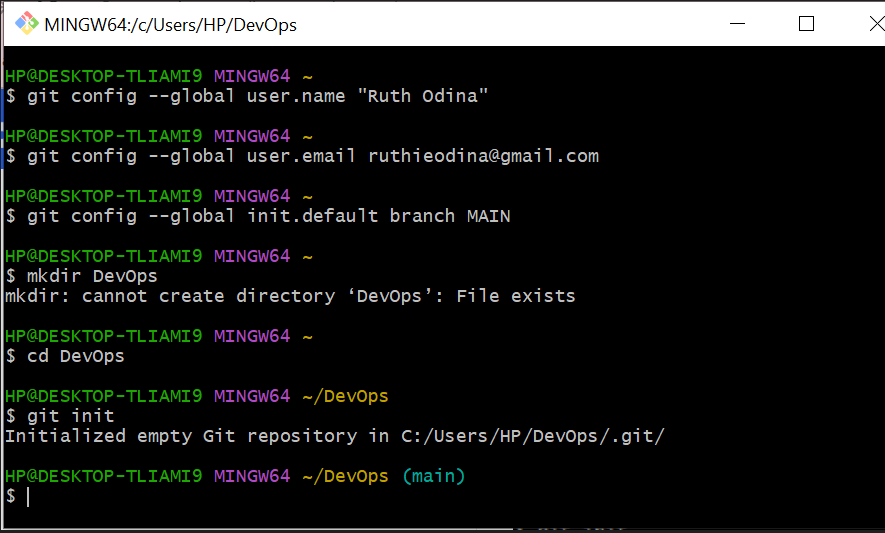 MINGW64:/c/Users/HP/DevOps
HP@DESKTOP-TLIAMI9 MINGW64 ~
$ git config --global user.name "Ruth Odina"
HP@DESKTOP-TLIAMI9 MINGW64 ~
$ git config --global user.email ruthieodina@gmail.com
HP@DESKTOP-TLIAMI9 MINGW64 ~
$ git config --global init.default branch MAIN
HP@DESKTOP-TLIAMI9 MINGW64 ~
$ mkdir DevOps
mkdir: cannot create directory ‘DevOps’: File exists
HP@DESKTOP-TLIAMI9 MINGW64 ~
$ cd DevOps
HP@DESKTOP-TLIAMI9 MINGW64 ~/DevOps
$ git init
Initialized empty Git repository in C:/Users/HP/DevOps/.git/
HP@DESKTOP-TLIAMI9 MINGW64 ~/DevOps (main)
$